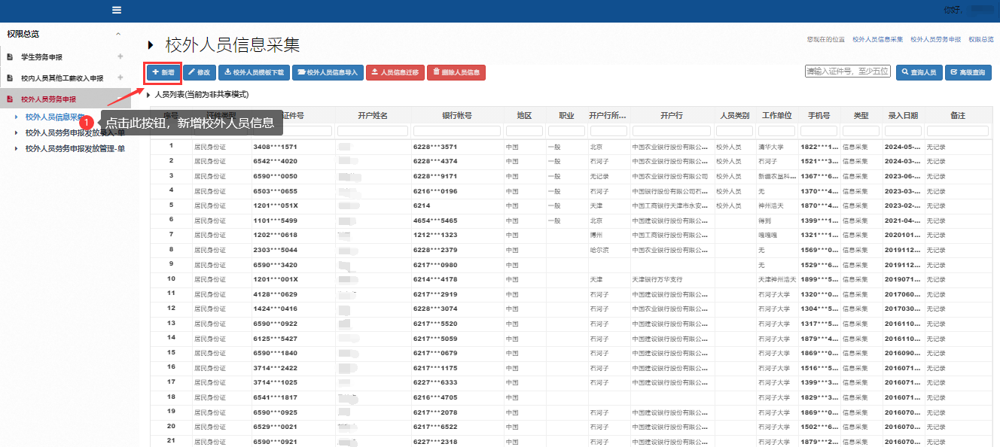 你好,
权限总览
学生劳务申报
校内人员其他工薪收入申报
校外人员劳务申报
校外人员信息采集
校外人员劳务申报发放录入-单
校外人员劳务申报发放管理-单
校外人员信息采集
您现在的位置 校外人员信息采集 校外人员劳务申报 权限总览
新增 修改 校外人员模板下载 校外人员信息导入 人员信息迁移 删除人员信息 请输入证件号，至少五位 查询人员 高级查询
人员列表(当前为非共享模式)
1 点击此按钮，新增校外人员信息
序号 证件类型 证件号 开户姓名 银行帐号 地区 职业 开户行所... 开户行 人员类别 工作单位 手机号 类型 录入日期 备注
1 居民身份证 3408***1571 6228***3571 中国 一般 北京 中国农业银行股份有限公... 校外人员 清华大学 1822***1... 信息采集 2024-05-... 无记录
2 居民身份证 6542***4020 6228***4374 中国 一般 石河子 中国农业银行股份有限公... 校外人员 石河子 1521***3... 信息采集 2024-03-... 无记录
3 居民身份证 6590***0050 6228***9171 中国 一般 无记录 中国农业银行股份有限公司 校外人员 新疆农垦科... 1367***6... 信息采集 2023-06-... 无记录
4 居民身份证 6503***0655 6216***0196 中国 一般 石河子 中国银行股份有限公司石... 校外人员 无 1370***4... 信息采集 2023-03-... 无记录
5 居民身份证 1201***051X 6214 中国 一般 天津 中国工商银行天津市永安... 校外人员 神州浩天 1870***4... 信息采集 2023-02-... 无记录
6 居民身份证 1101***5499 4654***5465 中国 一般 北京 中国建设银行股份有限公... 得到 1399***1... 信息采集 2021-04-... 无记录
7 居民身份证 1202***0618 1212***1323 中国 博州 中国工商银行股份有限公... 嘎嘎嘎 1321***1... 信息采集 2020101... 无记录
8 居民身份证 2303***5044 6228***2379 中国 哈尔滨 中国农业银行股份有限公... 无 1569***0... 信息采集 2019112... 无记录
9 居民身份证 6590***3420 6217***0980 中国 无 1529***6... 信息采集 2019112... 无记录
10 居民身份证 1201***001X 6214***4178 中国 天津 天津银行万华支行 天津神州浩天 1899***5... 信息采集 2019071... 无记录
11 居民身份证 4128***0629 6217***2919 中国 石河子 中国建设银行股份有限公... 石河子大学 1320***0... 信息采集 2017060... 无记录
12 居民身份证 1424***0416 6228***3074 中国 石河子 中国农业银行股份有限公... 石河子大学 1304***5... 信息采集 2017030... 无记录
13 居民身份证 6590***0922 6217***5520 中国 石河子 中国建设银行股份有限公... 石河子大学 1317***5... 信息采集 2016110... 无记录
14 居民身份证 6125***5427 6217***5059 中国 石河子 中国建设银行股份有限公... 石河子大学 1879***4... 信息采集 2016110... 无记录
15 居民身份证 6590***1840 6217***0679 中国 石河子 中国建设银行股份有限公... 石河子大学 1869***0... 信息采集 2016090... 无记录
16 居民身份证 3714***2422 6217***1175 中国 石河子 中国建设银行股份有限公... 石河子大学 1516***5... 信息采集 2016071... 无记录
17 居民身份证 3714***1025 6227***6333 中国 石河子 中国建设银行股份有限公... 石河子大学 1399***3... 信息采集 2016071... 无记录
18 居民身份证 6541***1817 6216***4705 中国 石河子大学 1829***3... 信息采集 2016071... 无记录
19 居民身份证 6590***0925 6217***2078 中国 石河子 中国建设银行股份有限公... 石河子大学 1869***0... 信息采集 2016070... 无记录
20 居民身份证 6529***0021 6217***6522 中国 石河子 中国建设银行股份有限公... 石河子大学 1502***6... 信息采集 2016070... 无记录
21 居民身份证 6590***0921 6227***2318 中国 石河子 中国建设银行股份有限公... 石河子大学 1879***2... 信息采集 2016070... 无记录